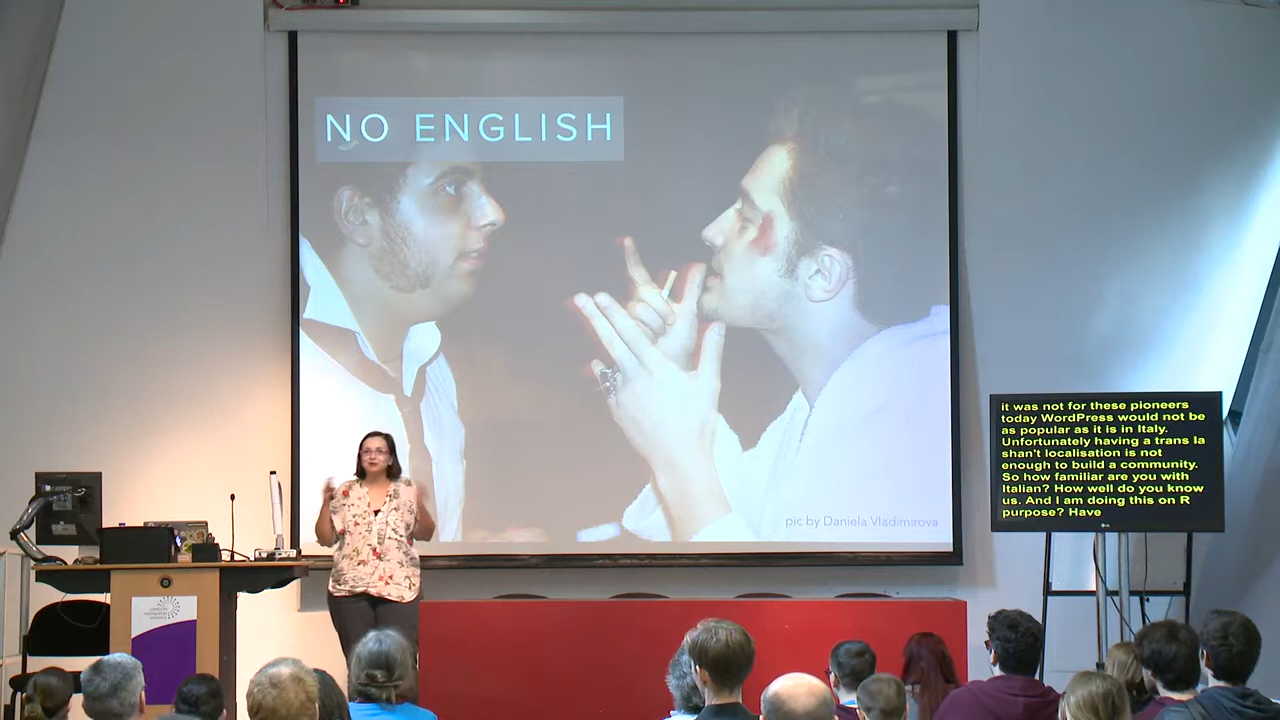 NO ENGLISH
pic by Daniela Vladimirova
it was not for these pioneers
today WordPress would not be
as popular as it is in Italy.
Unfortunately having a trans la
shan't localisation is not
enough to build a community.
So how familiar are you with
Italian? How well do you know
us. And I am doing this on R
purpose? Have